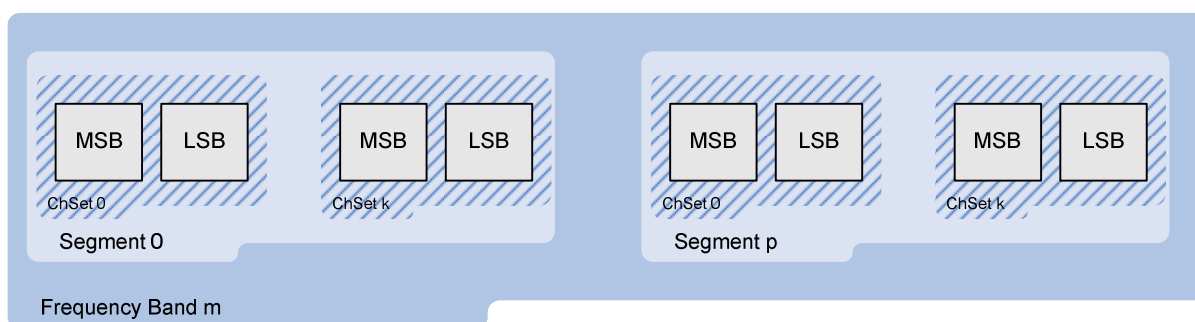 MSB LSB MSB LSB MSB LSB MSB LSB
ChSet 0 ChSet k ChSet 0 ChSet k
Segment 0 Segment p
Frequency Band m